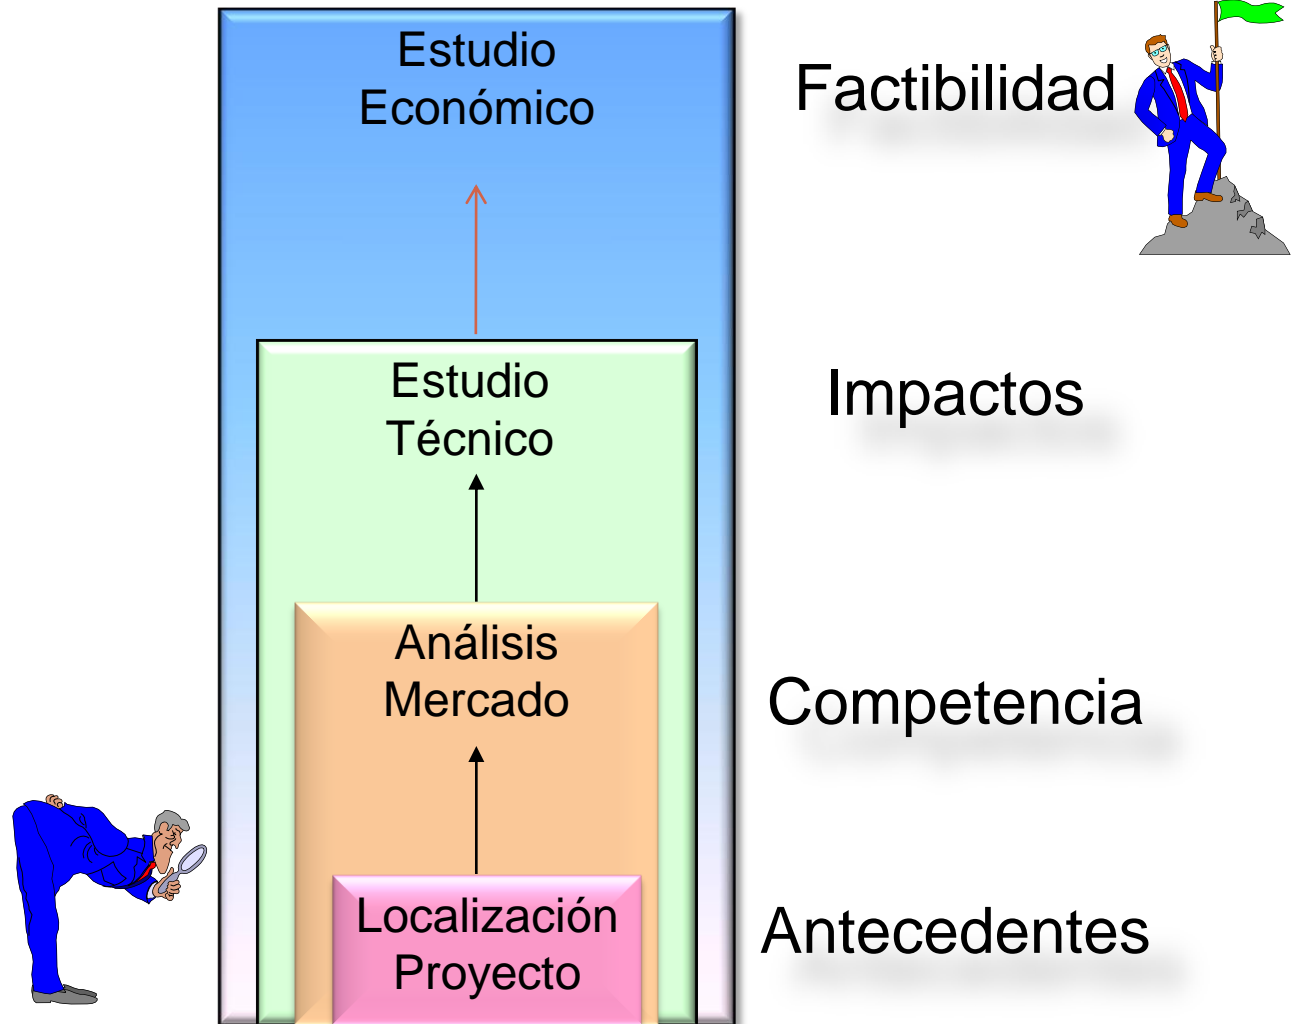 Estudio
Económico
Factibilidad
Estudio
Técnico
Impactos
Análisis
Mercado
Competencia
Localización
Proyecto
Antecedentes